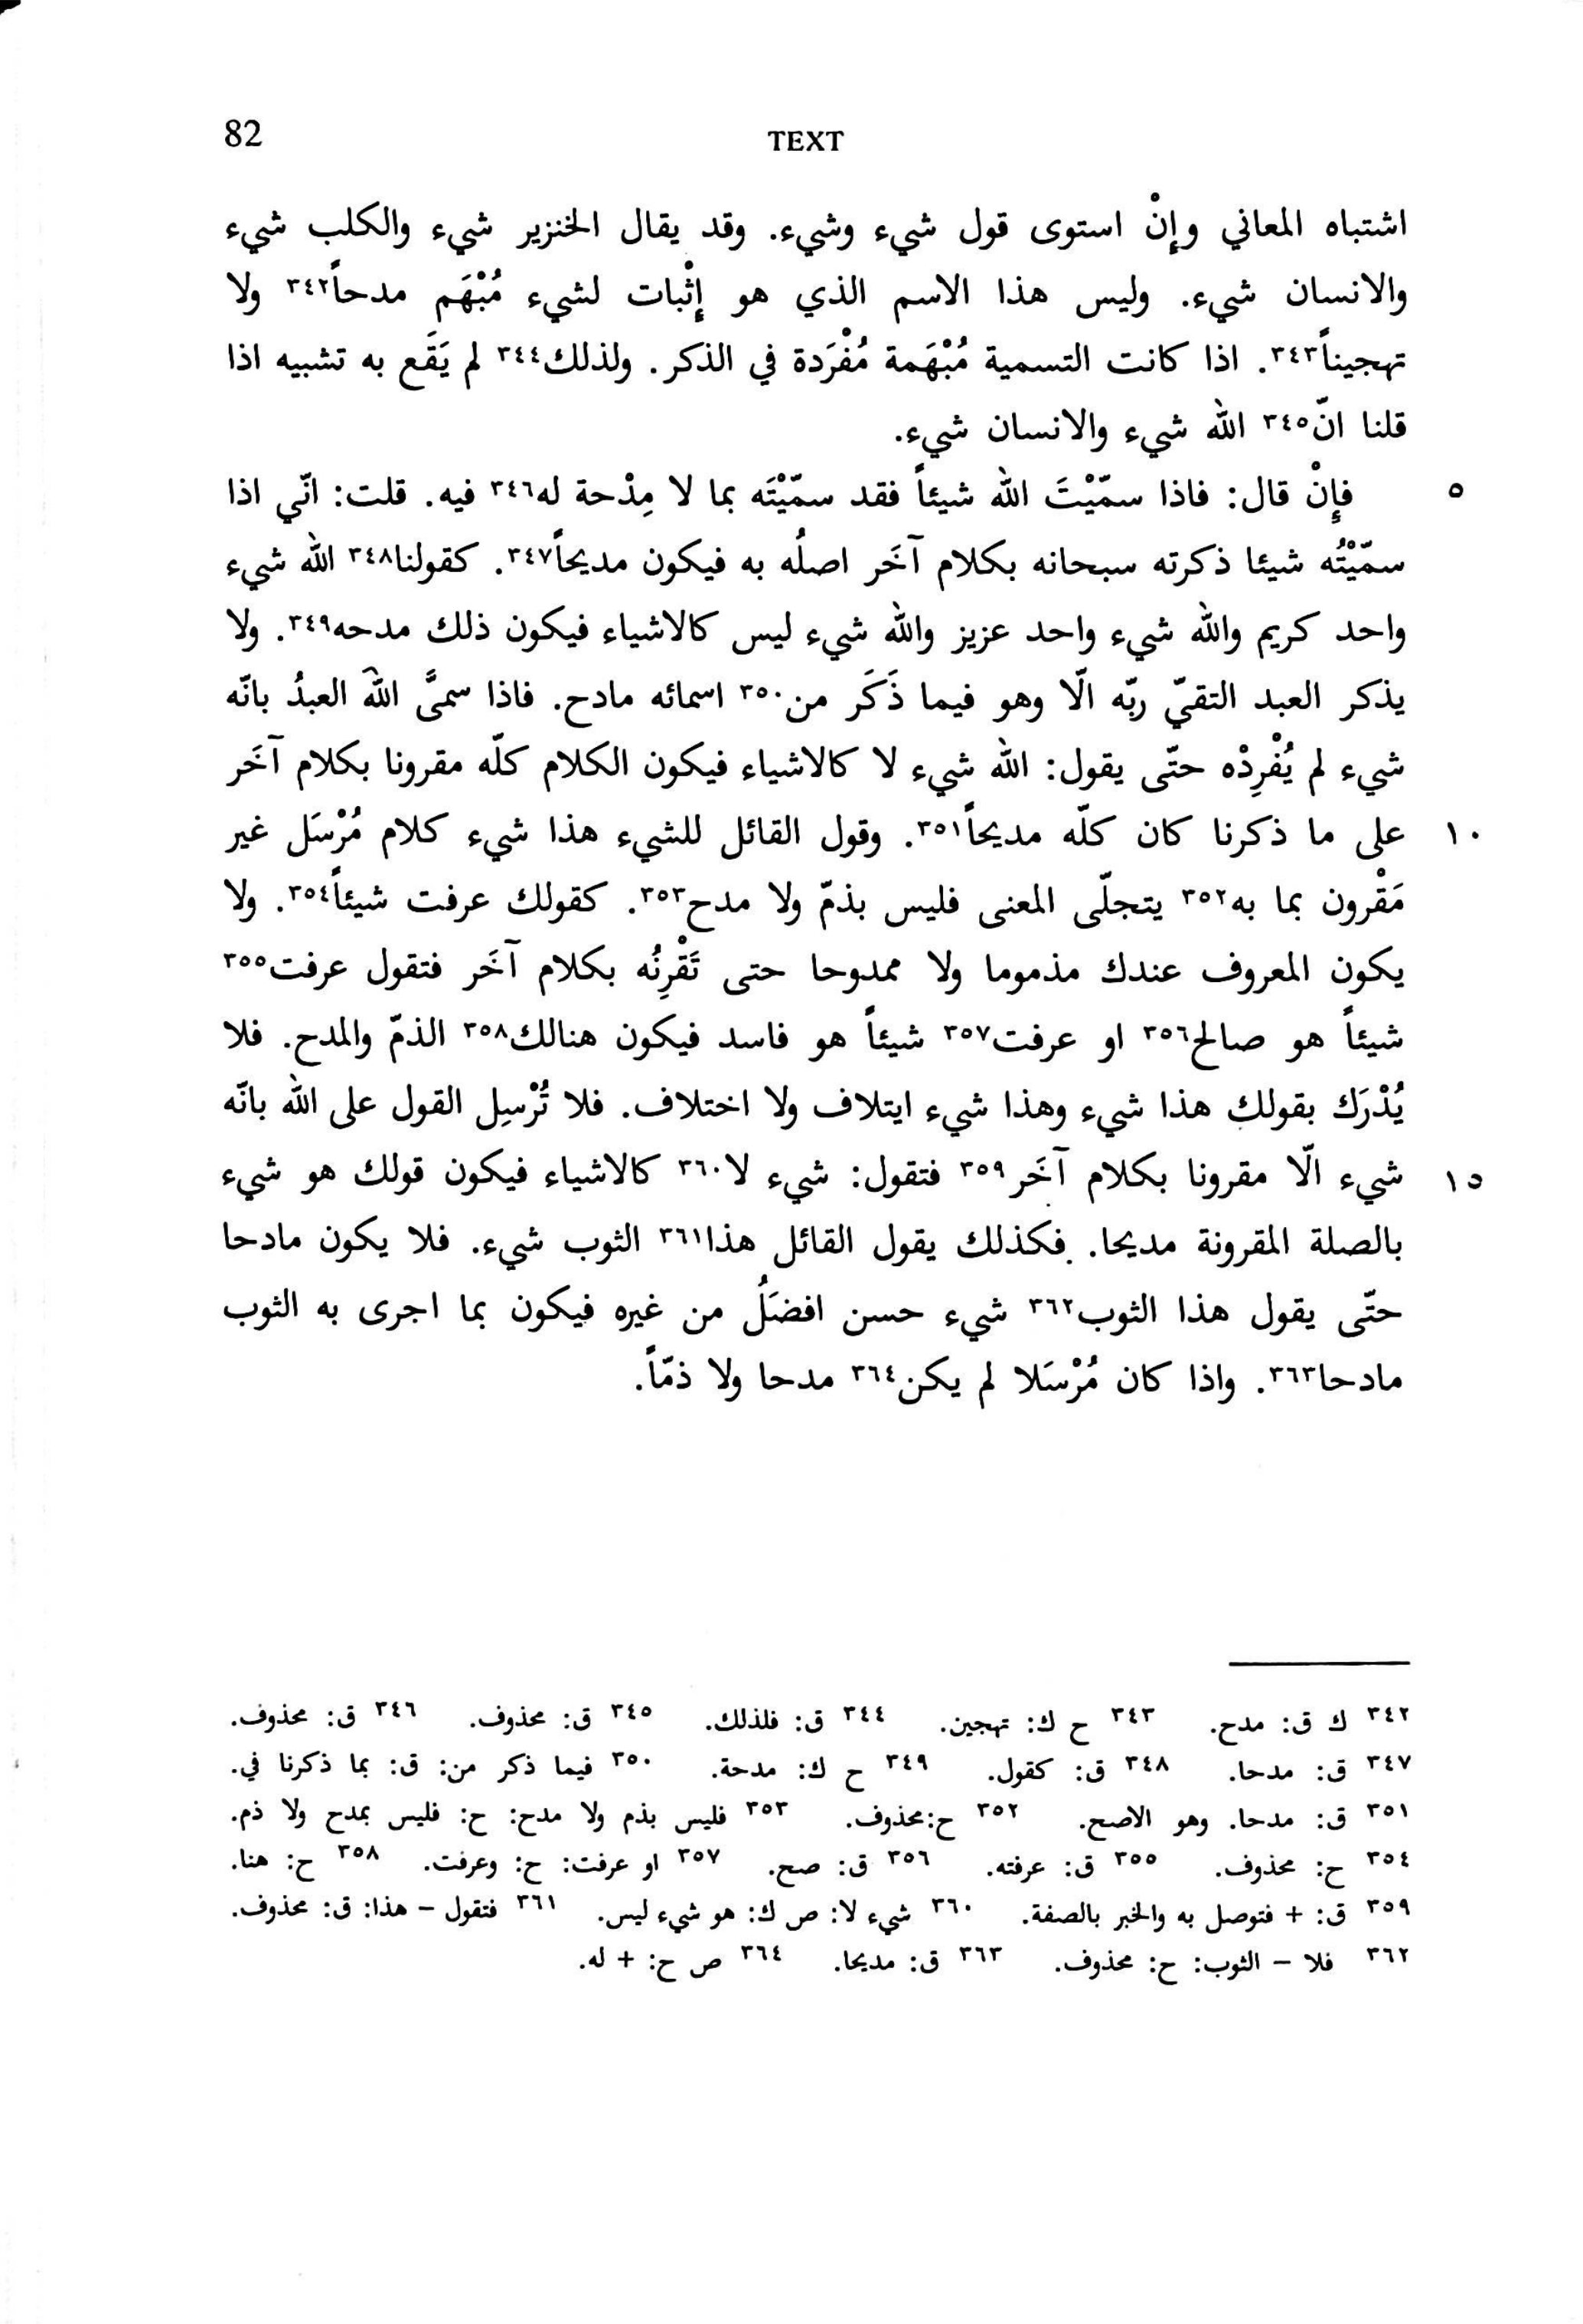 82
TEXT
اشتباه المعاني وإنْ استوى قول شيء وشيء. وقد يقال الخنزير شيء والكلب شيء
والانسان شيء. وليس هذا الاسم الذي هو إثْبات لشيء مُبْهَم مدحاً٣٤٢ ولا
تهجيناً٣٤٣. اذا كانت التسمية مُبْهَمة مُفْرَدة في الذكر. ولذلك٣٤٤ لم يَقَع به تشبيه اذا
قلنا انّ٣٤٥ الله شيء والانسان شيء.
٥ فإنْ قال: فاذا سمّيْتَ الله شيئاً فقد سمّيْتَه بما لا مِدْحة له٣٤٦ فيه. قلت: انّي اذا
سمّيْتُه شيئا ذكرته سبحانه بكلام آخَر اصلُه به فيكون مديحاً٣٤٧. كقولنا٣٤٨ الله شيء
واحد كريم والله شيء واحد عزيز والله شيء ليس كالاشياء فيكون ذلك مدحه٣٤٩. ولا
يذكر العبد التقيّ ربّه الّا وهو فيما ذَكَر من٣٥٠ اسمائه مادح. فاذا سمَّى اللهَ العبدُ بانّه
شيء لم يُفْرِدْه حتّى يقول: الله شيء لا كالاشياء فيكون الكلام كلّه مقرونا بكلام آخَر
١٠ على ما ذكرنا كان كلّه مديحاً٣٥١. وقول القائل للشيء هذا شيء كلام مُرْسَل غير
مَقْرون بما به٣٥٢ يتجلّى المعنى فليس بذمّ ولا مدح٣٥٣. كقولك عرفت شيئاً٣٥٤. ولا
يكون المعروف عندك مذموما ولا ممدوحا حتى تَقْرِنُه بكلام آخَر فتقول عرفت٣٥٥
شيئاً هو صالح٣٥٦ او عرفت٣٥٧ شيئاً هو فاسد فيكون هنالك٣٥٨ الذمّ والمدح. فلا
يُدْرَك بقولك هذا شيء وهذا شيء ايتلاف ولا اختلاف. فلا تُرْسِل القول على الله بانّه
١٥ شيء الّا مقرونا بكلام آخَر٣٥٩ فتقول: شيء لا٣٦٠ كالاشياء فيكون قولك هو شيء
بالصلة المقرونة مديحا. فكذلك يقول القائل هذا٣٦١ الثوب شيء. فلا يكون مادحا
حتّى يقول هذا الثوب٣٦٢ شيء حسن افضَلُ من غيره فيكون بما اجرى به الثوب
مادحا٣٦٣. واذا كان مُرْسَلا لم يكن٣٦٤ مدحا ولا ذمّاً.
٣٤٢ ك ق: مدح. ٣٤٣ ح ك: تهجين. ٣٤٤ ق: فلذلك. ٣٤٥ ق: محذوف. ٣٤٦ ق: محذوف.
٣٤٧ ق: مدحا. ٣٤٨ ق: كقول. ٣٤٩ ح ك: مدحة. ٣٥٠ فيما ذكر من: ق: بما ذكرنا في.
٣٥١ ق: مدحا. وهو الاصح. ٣٥٢ ح:محذوف. ٣٥٣ فليس بذم ولا مدح: ح: فليس بمدح ولا ذم.
٣٥٤ ح: محذوف. ٣٥٥ ق: عرفته. ٣٥٦ ق: صح. ٣٥٧ او عرفت: ح: وعرفت. ٣٥٨ ح: هنا.
٣٥٩ ق: + فتوصل به والخبر بالصفة. ٣٦٠ شيء لا: ص ك: هو شيء ليس. ٣٦١ فتقول – هذا: ق: محذوف.
٣٦٢ فلا – الثوب: ح: محذوف. ٣٦٣ ق: مديحا. ٣٦٤ ص ح: + له.